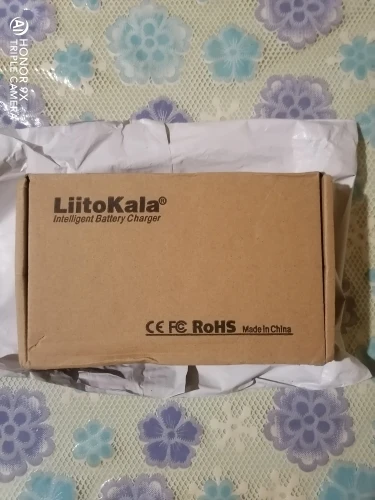 HONOR 9X
TRIPLE CAMERA
LiitoKala®
Intelligent Battery Charger
CE FC RoHS Made in China